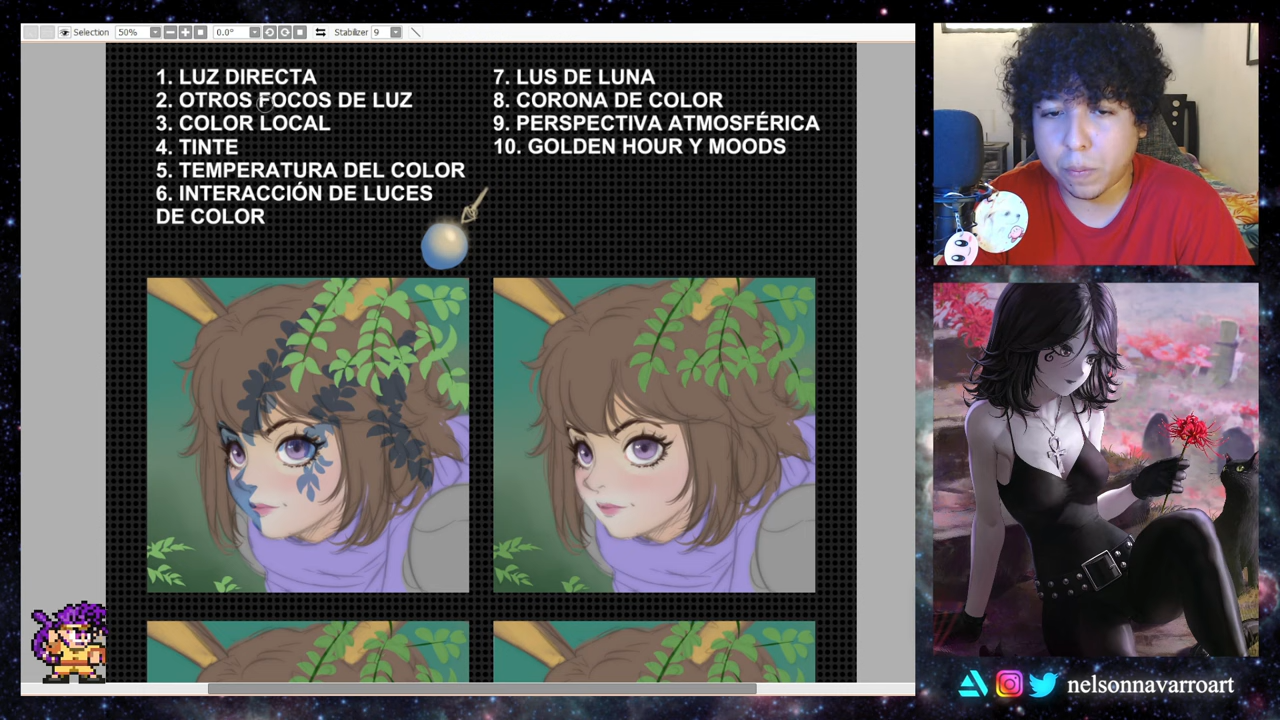 Selection 50% 0.0° Stabilizer 9
1. LUZ DIRECTA
2. OTROS FOCOS DE LUZ
3. COLOR LOCAL
4. TINTE
5. TEMPERATURA DEL COLOR
6. INTERACCIÓN DE LUCES
DE COLOR
7. LUS DE LUNA
8. CORONA DE COLOR
9. PERSPECTIVA ATMOSFÉRICA
10. GOLDEN HOUR Y MOODS
nelsonnavarroart